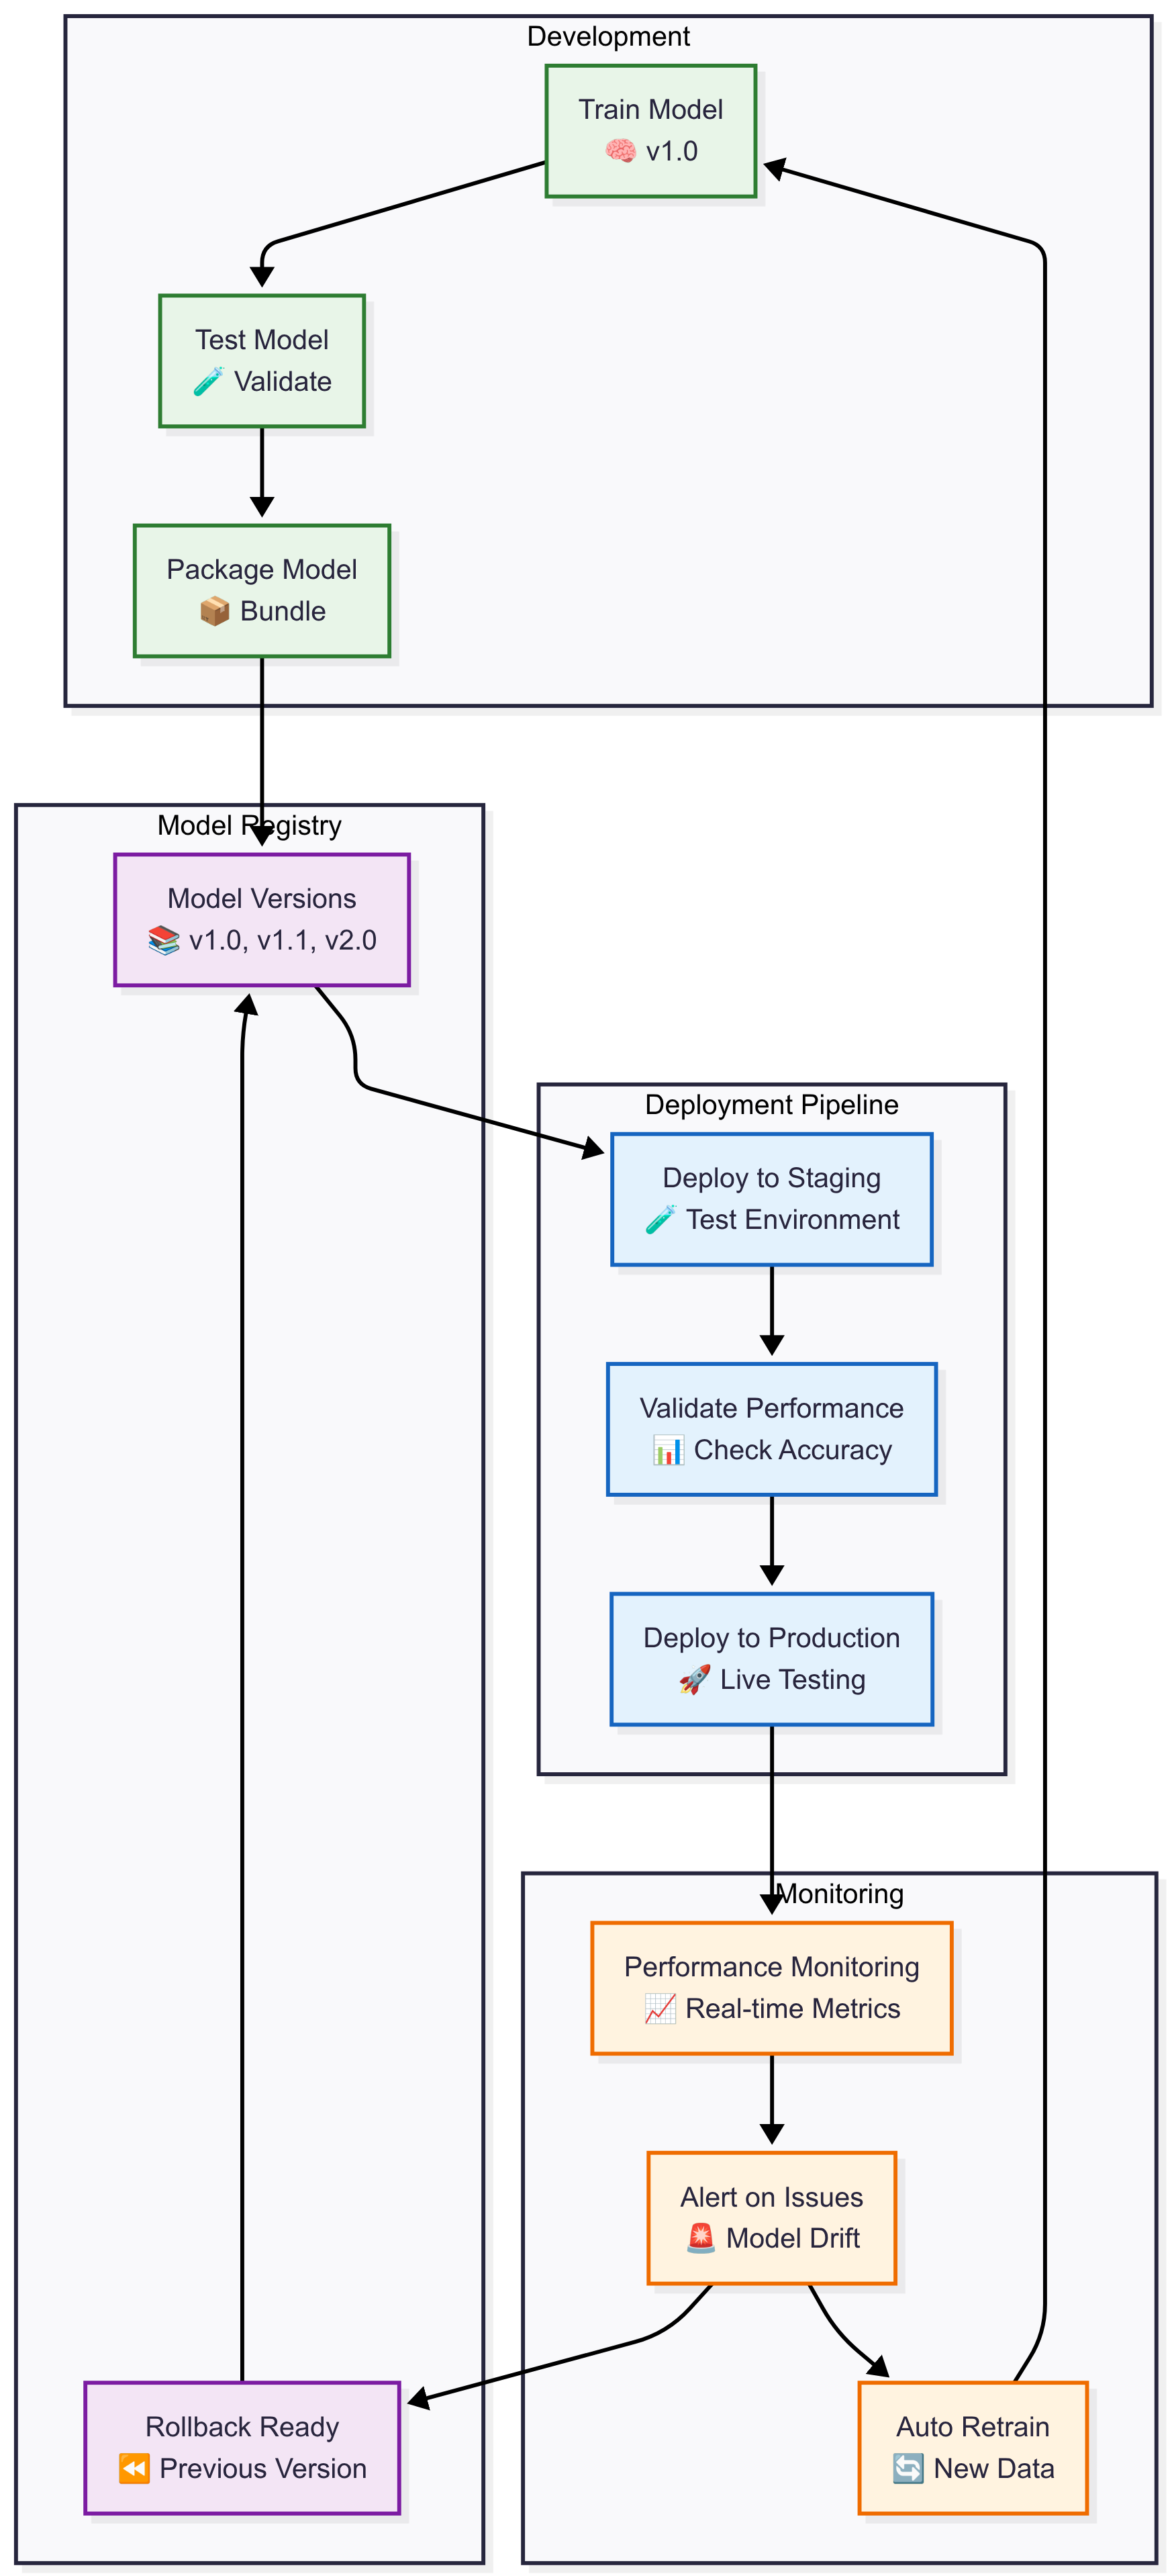 Development
Train Model
🧠 v1.0
Test Model
🧪 Validate
Package Model
📦 Bundle
Model Registry
Model Versions
📚 v1.0, v1.1, v2.0
Deployment Pipeline
Deploy to Staging
🧪 Test Environment
Validate Performance
📊 Check Accuracy
Deploy to Production
🚀 Live Testing
Monitoring
Performance Monitoring
📈 Real-time Metrics
Alert on Issues
🚨 Model Drift
Rollback Ready
⏪ Previous Version
Auto Retrain
🔄 New Data